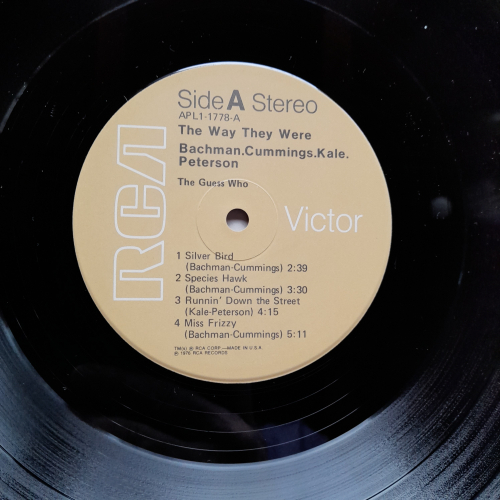 Side A Stereo
APL1-1778-A
The Way They Were
Bachman.Cummings.Kale.
Peterson
The Guess Who
RCA
Victor
1 Silver Bird
(Bachman-Cummings) 2:39
2 Species Hawk
(Bachman-Cummings) 3:30
3 Runnin' Down the Street
(Kale-Peterson) 4:15
4 Miss Frizzy
(Bachman-Cummings) 5:11
TM(s) ® RCA CORP.—MADE IN U.S.A.
℗ 1976 RCA RECORDS